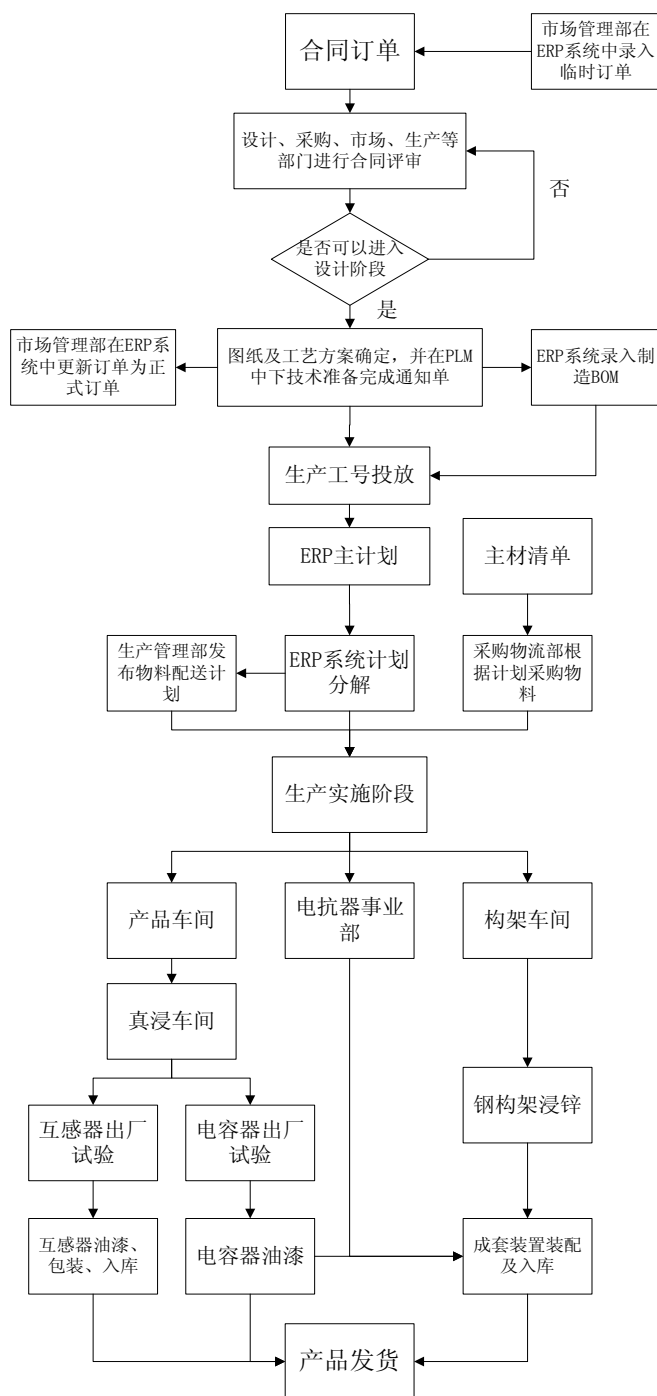 合同订单
市场管理部在
ERP系统中录入
临时订单
设计、采购、市场、生产等
部门进行合同评审
否
是否可以进入
设计阶段
是
市场管理部在ERP系
统中更新订单为正
式订单
图纸及工艺方案确定，并在PLM
中下技术准备完成通知单
ERP系统录入制
造BOM
生产工号投放
ERP主计划
主材清单
生产管理部发
布物料配送计
划
ERP系统计划
分解
采购物流部根
据计划采购物
料
生产实施阶段
产品车间
电抗器事业
部
构架车间
真浸车间
互感器出厂
试验
电容器出厂
试验
钢构架浸锌
互感器油漆、
包装、入库
电容器油漆
成套装置装配
及入库
产品发货